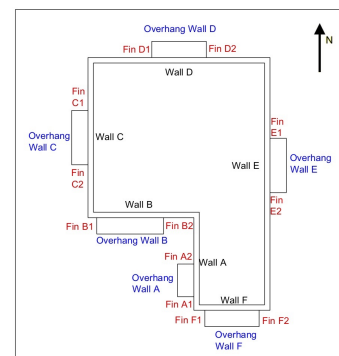 Overhang Wall D
Fin D1
Fin D2
N
Wall D
Fin
C1
Overhang
Wall C
Wall C
Fin
C2
Fin
E1
Wall E
Overhang
Wall E
Fin
E2
Wall B
Fin B1
Fin B2
Overhang Wall B
Fin A2
Wall A
Overhang
Wall A
Fin A1
Wall F
Fin F1
Fin F2
Overhang
Wall F